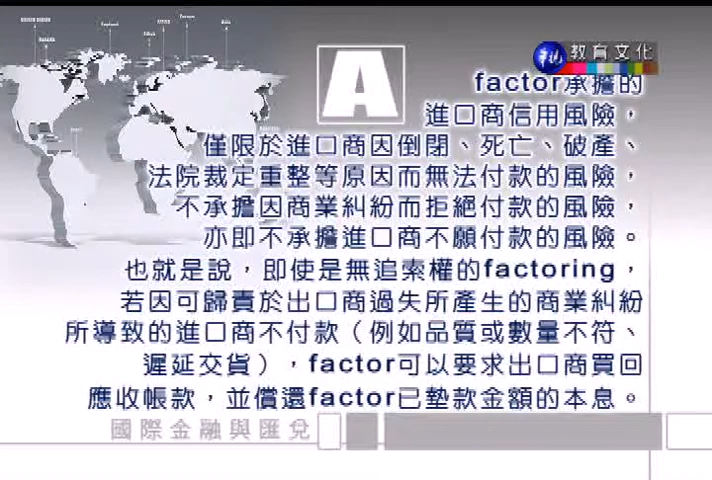 A
教育文化
factor承擔的
進口商信用風險，
僅限於進口商因倒閉、死亡、破產、
法院裁定重整等原因而無法付款的風險，
不承擔因商業糾紛而拒絕付款的風險，
亦即不承擔進口商不願付款的風險。
也就是說，即使是無追索權的factoring，
若因可歸責於出口商過失所產生的商業糾紛
所導致的進口商不付款（例如品質或數量不符、
遲延交貨），factor可以要求出口商買回
應收帳款，並償還factor已墊款金額的本息。
國際金融與匯兌